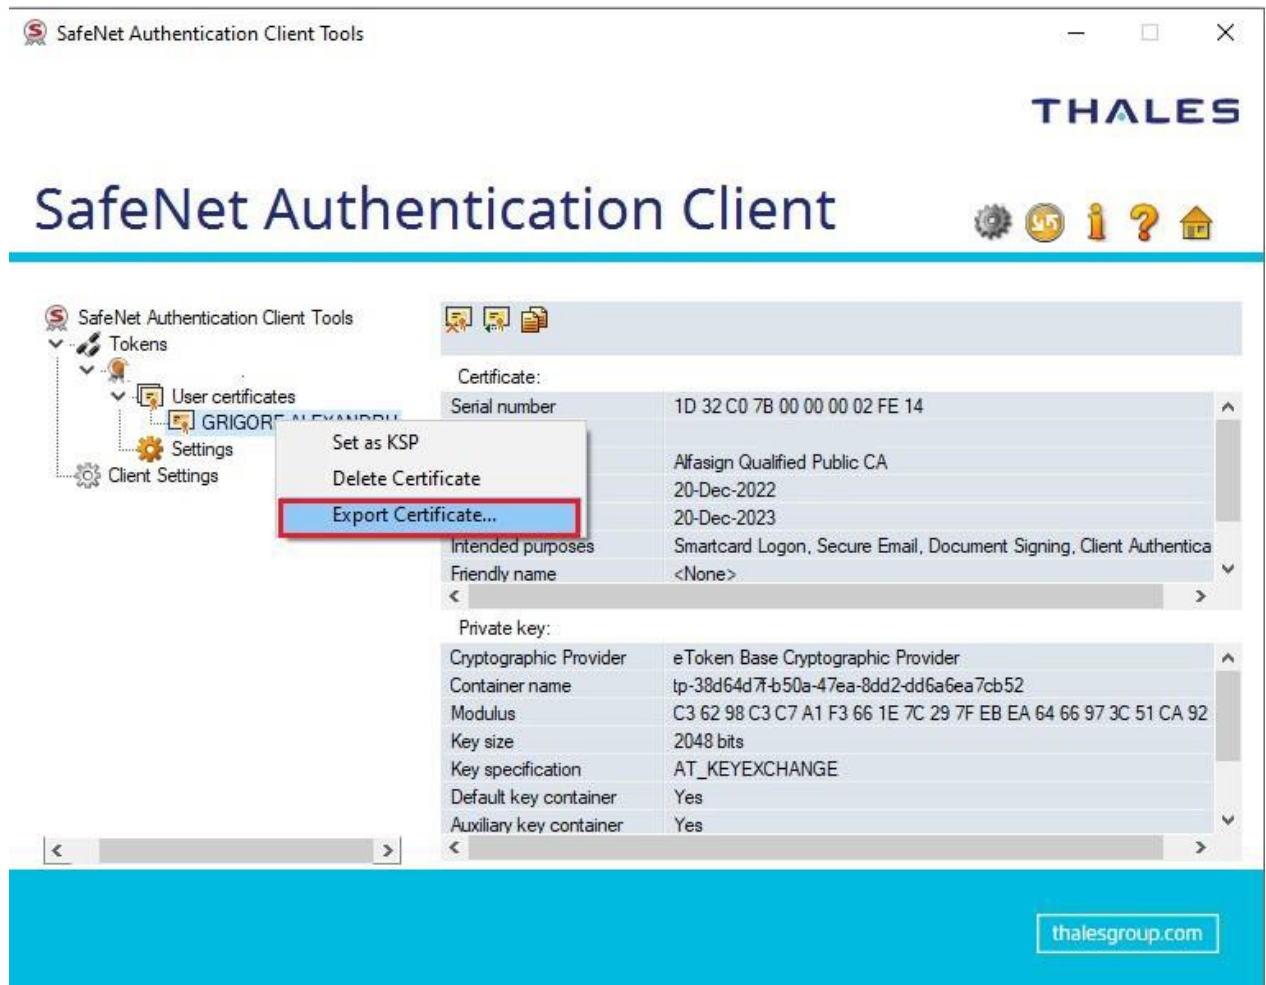 SafeNet Authentication Client Tools
THALES
SafeNet Authentication Client
SafeNet Authentication Client Tools
Tokens
User certificates
GRIGORE ALEXANDRU
Settings
Client Settings
Set as KSP
Delete Certificate
Export Certificate...
Certificate:
Serial number 1D 32 C0 7B 00 00 00 02 FE 14
Alfasign Qualified Public CA
20-Dec-2022
20-Dec-2023
Intended purposes Smartcard Logon, Secure Email, Document Signing, Client Authentica
Friendly name <None>
Private key:
Cryptographic Provider eToken Base Cryptographic Provider
Container name tp-38d64d7f-b50a-47ea-8dd2-dd6a6ea7cb52
Modulus C3 62 98 C3 C7 A1 F3 66 1E 7C 29 7F EB EA 64 66 97 3C 51 CA 92
Key size 2048 bits
Key specification AT_KEYEXCHANGE
Default key container Yes
Auxiliary key container Yes
thalesgroup.com